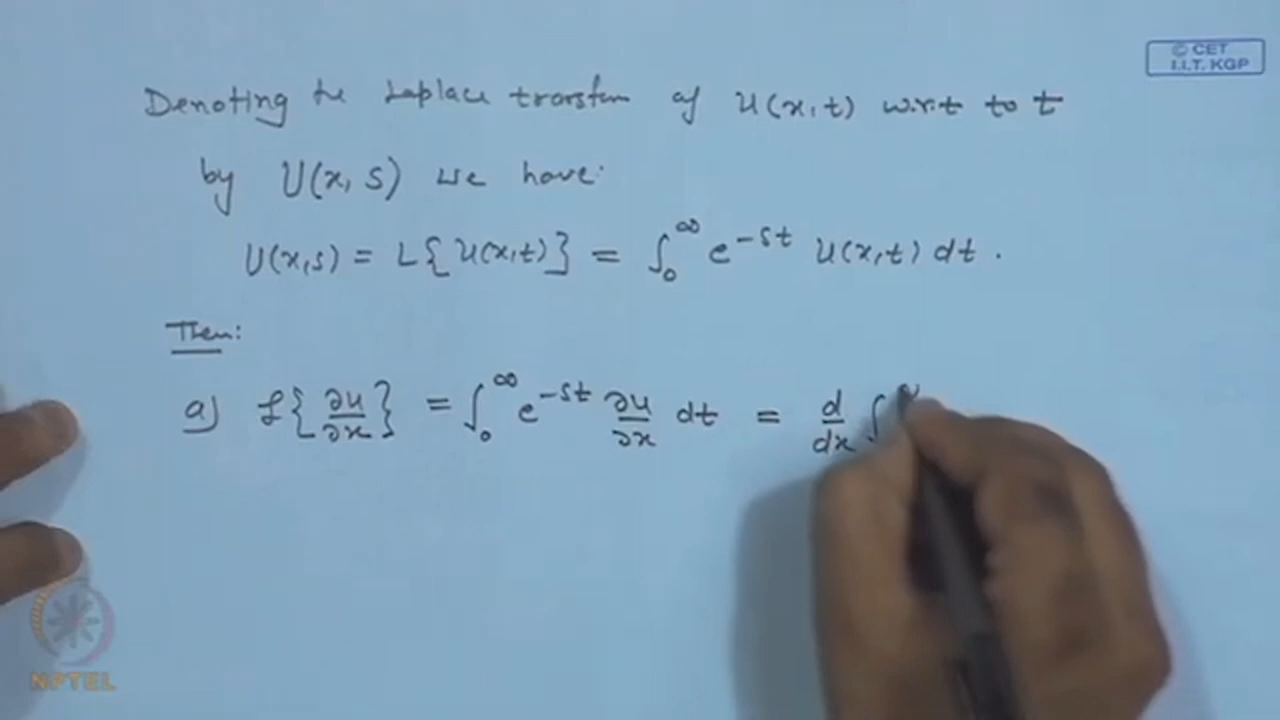 © CET
I.I.T. KGP
Denoting the Laplace transform of u(x,t) w.r.t to t
by U(x, s) we have:
U(x,s) = L{u(x,t)} = ∫₀^∞ e^{-st} u(x,t) dt .
Then:
a) ℒ{∂u/∂x} = ∫₀^∞ e^{-st} ∂u/∂x dt = d/dx ∫
NPTEL